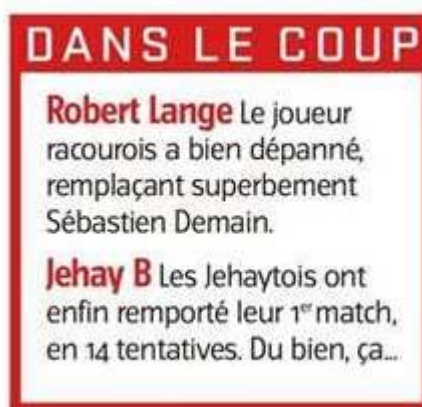 DANS LE COUP
Robert Lange Le joueur
racourois a bien dépanné,
remplaçant superbement
Sébastien Demain.
Jehay B Les Jehaytois ont
enfin remporté leur 1er match,
en 14 tentatives. Du bien, ça...